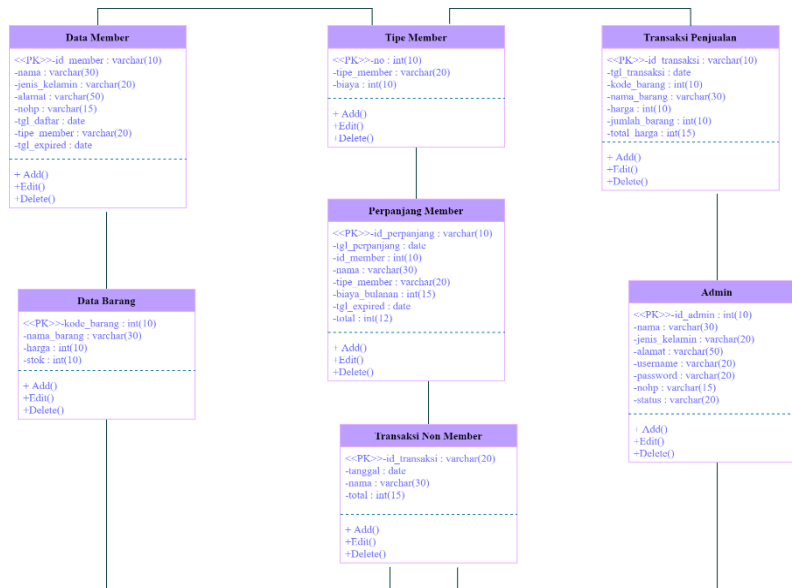 Data Member
<<PK>>-id_member : varchar(10)
-nama : varchar(30)
-jenis_kelamin : varchar(20)
-alamat : varchar(50)
-nohp : varchar(15)
-tgl_daftar : date
-tipe_member : varchar(20)
-tgl_expired : date
+ Add()
+Edit()
+Delete()
Tipe Member
<<PK>>-no : int(10)
-tipe_member : varchar(20)
-biaya : int(10)
+ Add()
+Edit()
+Delete()
Transaksi Penjualan
<<PK>>-id_transaksi : varchar(10)
-tgl_transaksi : date
-kode_barang : int(10)
-nama_barang : varchar(30)
-harga : int(10)
-jumlah_barang : int(10)
-total_harga : int(15)
+ Add()
+Edit()
+Delete()
Perpanjang Member
<<PK>>-id_perpanjang : varchar(10)
-tgl_perpanjang : date
-id_member : int(10)
-nama : varchar(30)
-tipe_member : varchar(20)
-biaya_bulanan : int(15)
-tgl_expired : date
-total : int(12)
+ Add()
+Edit()
+Delete()
Data Barang
<<PK>>-kode_barang : int(10)
-nama_barang : varchar(30)
-harga : int(10)
-stok : int(10)
+ Add()
+Edit()
+Delete()
Admin
<<PK>>-id_admin : int(10)
-nama : varchar(30)
-jenis_kelamin : varchar(20)
-alamat : varchar(50)
-username : varchar(20)
-password : varchar(20)
-nohp : varchar(15)
-status : varchar(20)
+ Add()
+Edit()
+Delete()
Transaksi Non Member
<<PK>>-id_transaksi : varchar(20)
-tanggal : date
-nama : varchar(30)
-total : int(15)
+ Add()
+Edit()
+Delete()